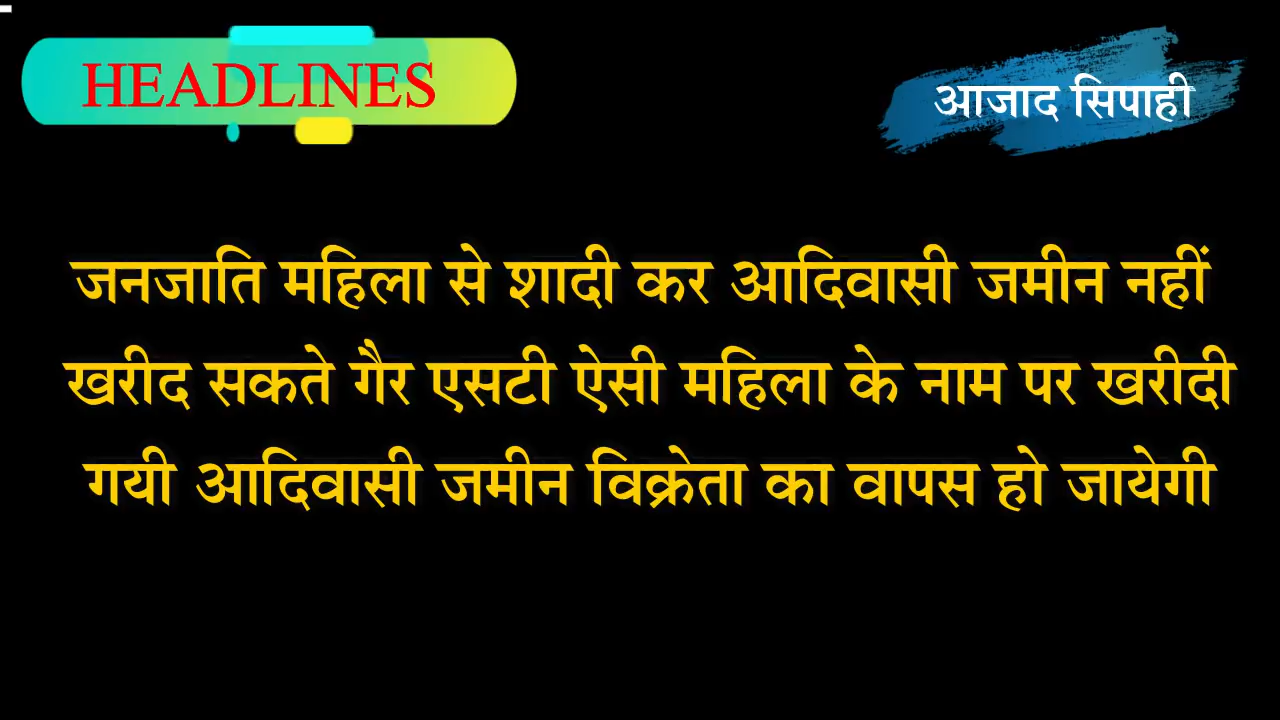 HEADLINES
आजाद सिपाही
जनजाति महिला से शादी कर आदिवासी जमीन नहीं
खरीद सकते गैर एसटी ऐसी महिला के नाम पर खरीदी
गयी आदिवासी जमीन विक्रेता का वापस हो जायेगी